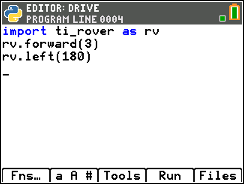 EDITOR: DRIVE
PROGRAM LINE 0004
import ti_rover as rv
rv.forward(3)
rv.left(180)
_
Fns… a A # Tools Run Files